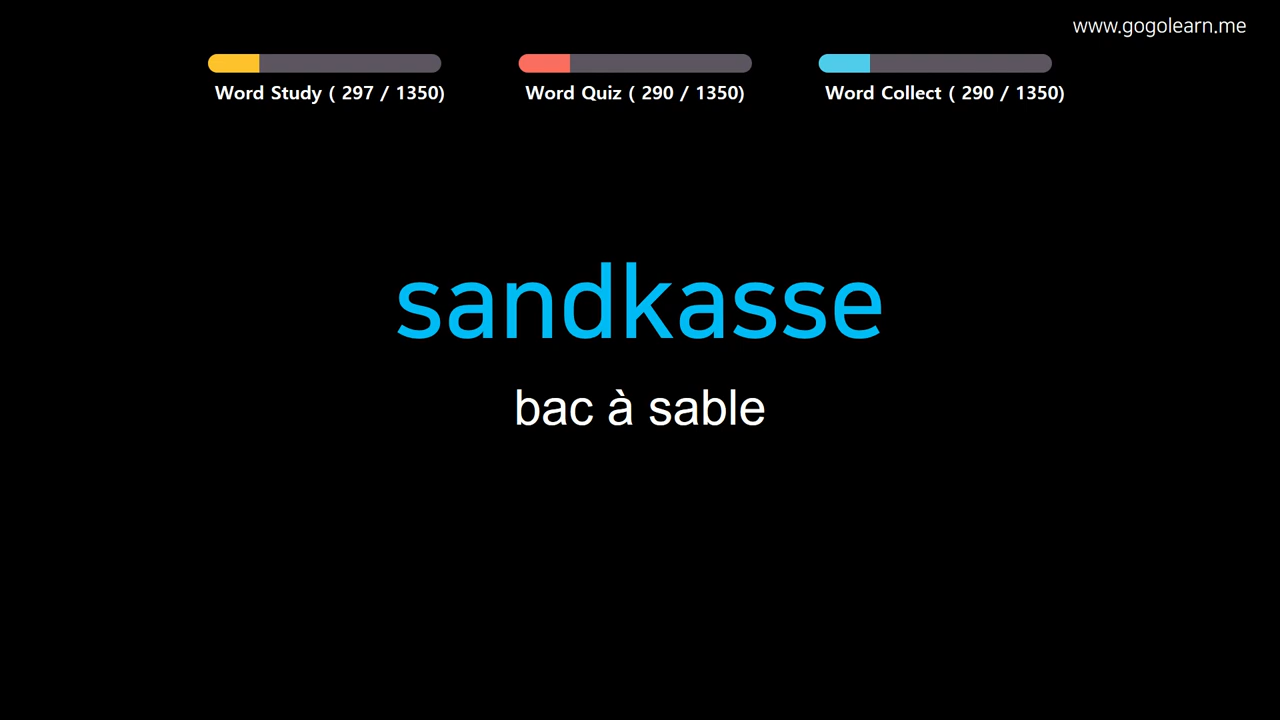 www.gogolearn.me
Word Study ( 297 / 1350)
Word Quiz ( 290 / 1350)
Word Collect ( 290 / 1350)
sandkasse
bac à sable